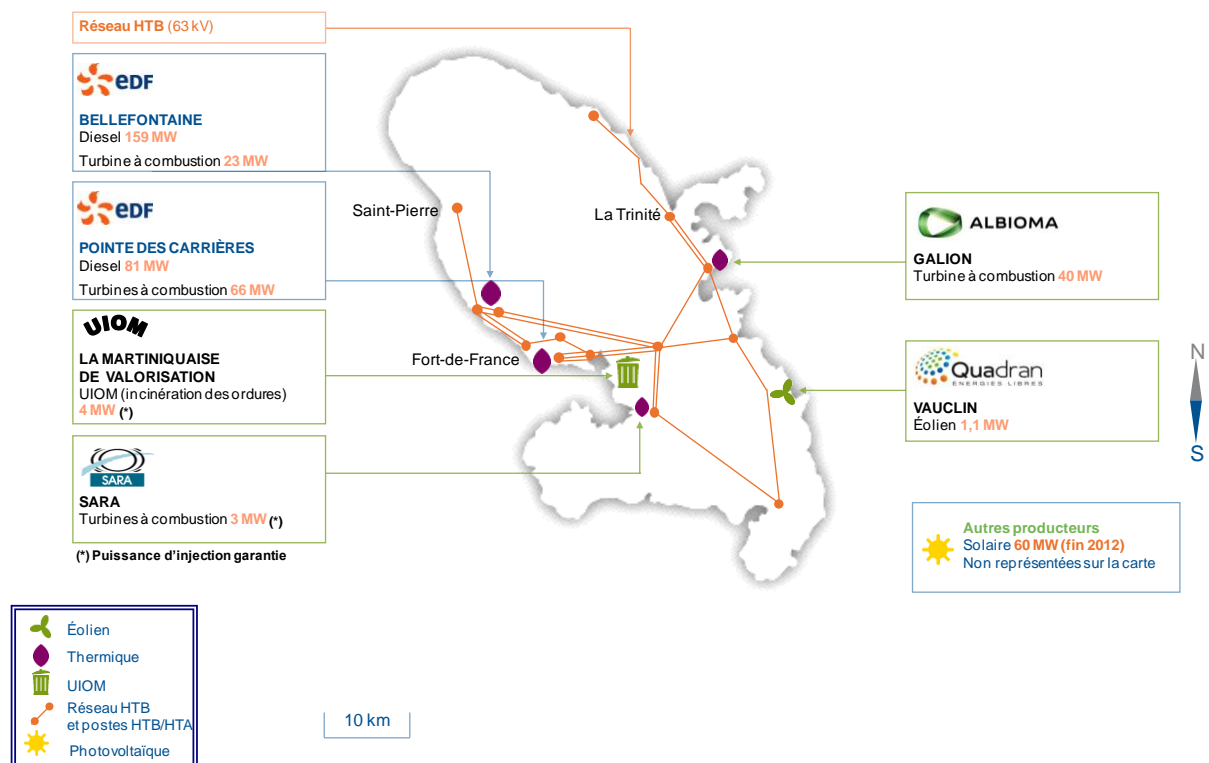 Réseau HTB (63 kV)
eDF
BELLEFONTAINE
Diesel 159 MW
Turbine à combustion 23 MW
eDF
POINTE DES CARRIÈRES
Diesel 81 MW
Turbines à combustion 66 MW
UIOM
LA MARTINIQUAISE
DE VALORISATION
UIOM (incinération des ordures)
4 MW (*)
SARA
SARA
Turbines à combustion 3 MW (*)
(*) Puissance d'injection garantie
Saint-Pierre
La Trinité
Fort-de-France
ALBIOMA
GALION
Turbine à combustion 40 MW
Quadran
ENERGIES LIBRES
VAUCLIN
Éolien 1,1 MW
N
S
Autres producteurs
Solaire 60 MW (fin 2012)
Non représentées sur la carte
Éolien
Thermique
UIOM
Réseau HTB
et postes HTB/HTA
Photovoltaïque
10 km